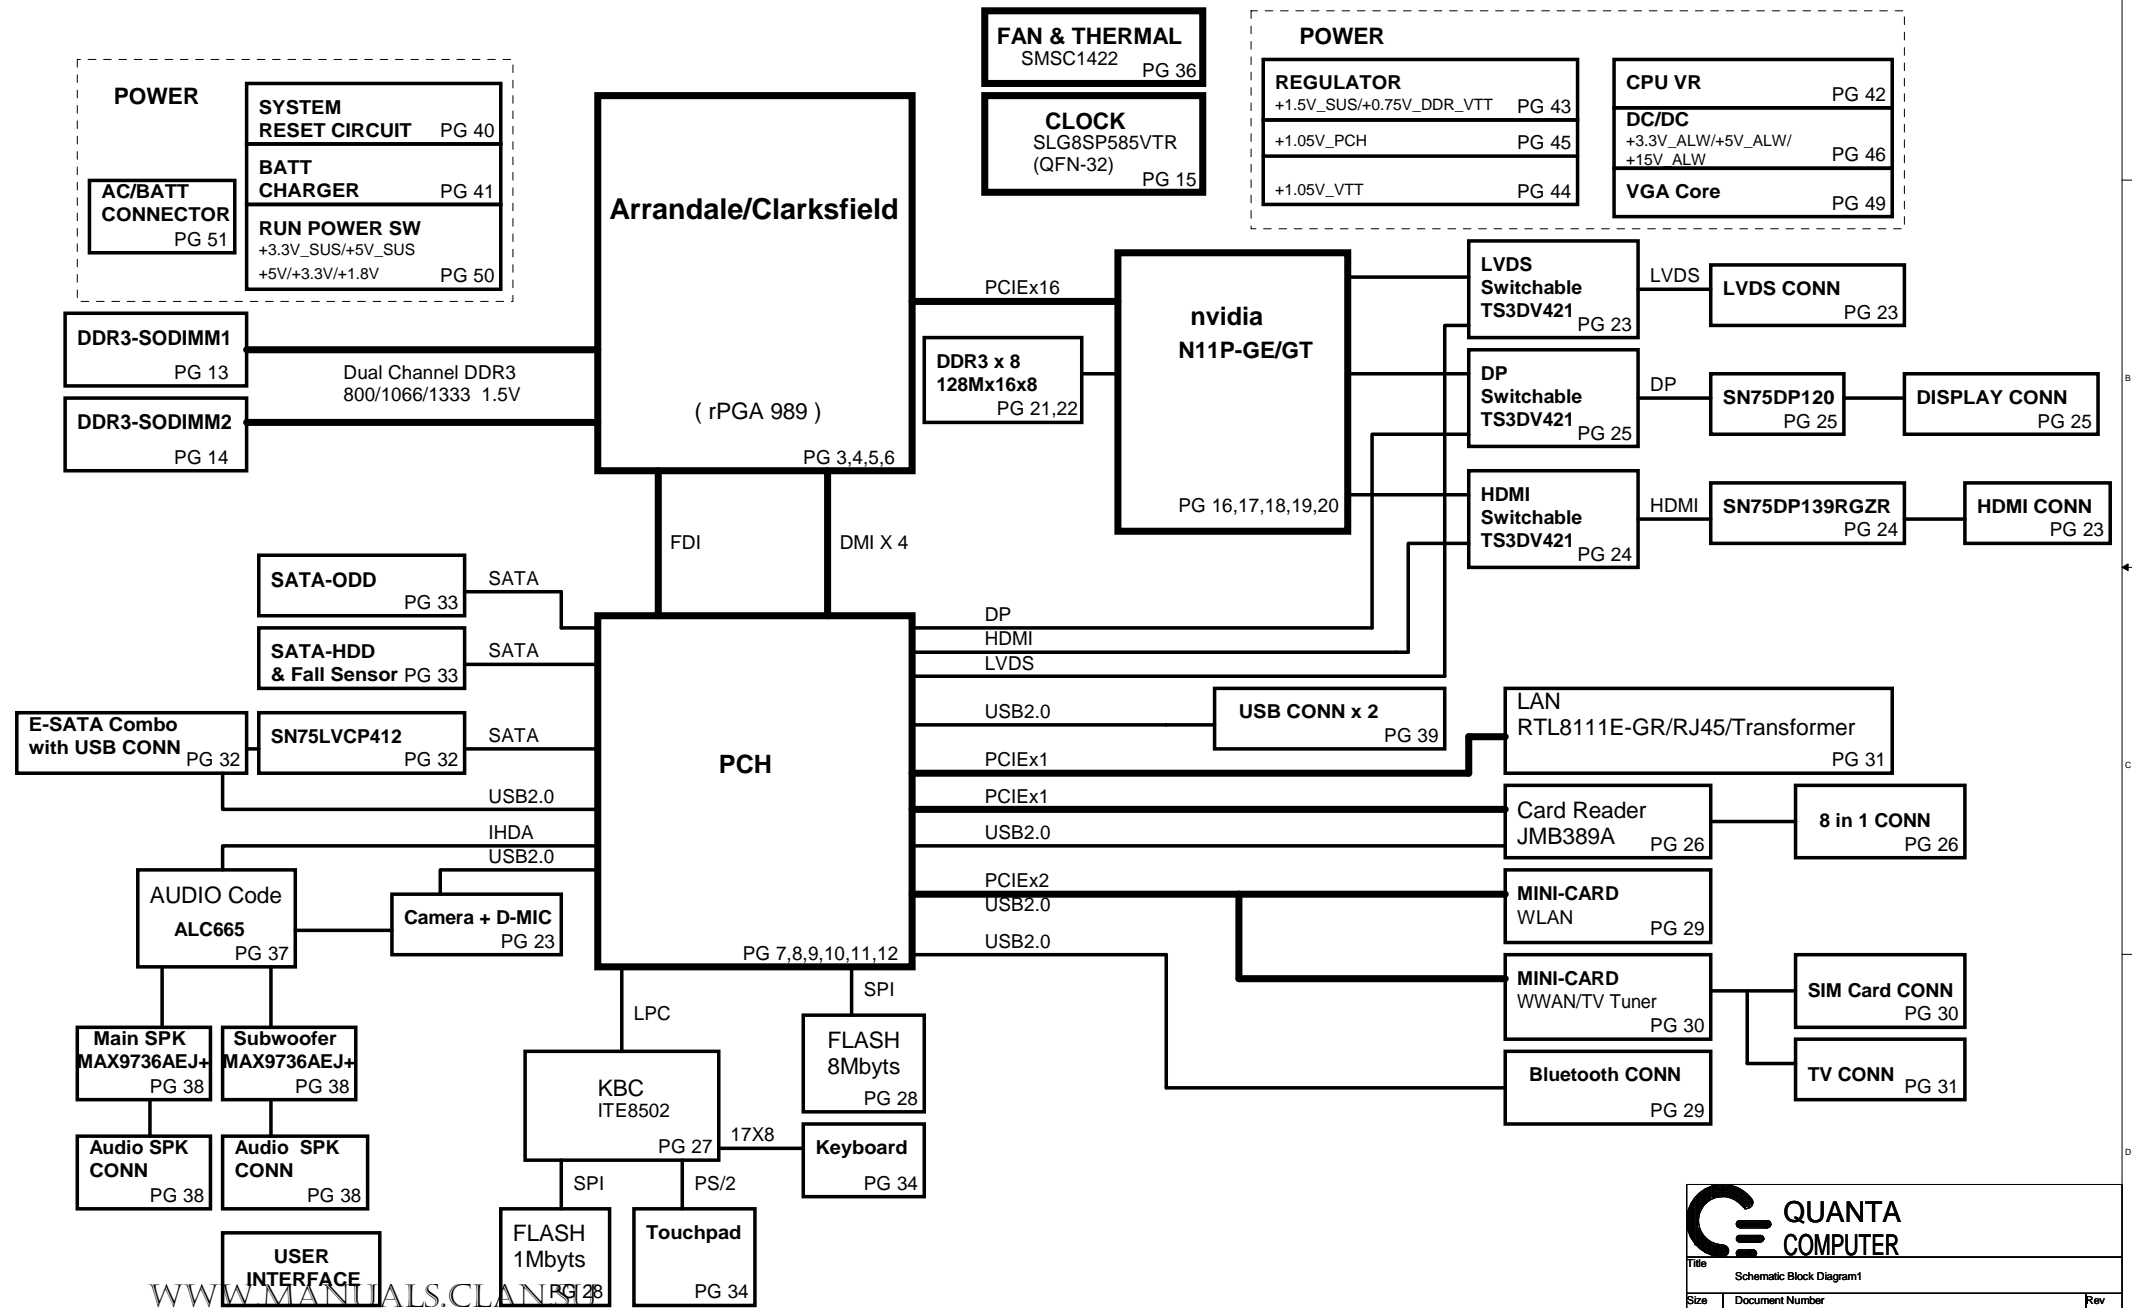 POWER
SYSTEM
RESET CIRCUIT PG 40
BATT
CHARGER PG 41
RUN POWER SW
+3.3V_SUS/+5V_SUS
+5V/+3.3V/+1.8V PG 50
AC/BATT
CONNECTOR
PG 51
FAN & THERMAL
SMSC1422
PG 36
CLOCK
SLG8SP585VTR
(QFN-32)
PG 15
POWER
REGULATOR
+1.5V_SUS/+0.75V_DDR_VTT PG 43
+1.05V_PCH PG 45
+1.05V_VTT PG 44
CPU VR
PG 42
DC/DC
+3.3V_ALW/+5V_ALW/
+15V_ALW PG 46
VGA Core
PG 49
Arrandale/Clarksfield
( rPGA 989 )
PG 3,4,5,6
DDR3-SODIMM1
PG 13
Dual Channel DDR3
800/1066/1333 1.5V
DDR3-SODIMM2
PG 14
PCIEx16
nvidia
N11P-GE/GT
PG 16,17,18,19,20
DDR3 x 8
128Mx16x8
PG 21,22
LVDS
Switchable
TS3DV421
PG 23
LVDS
LVDS CONN
PG 23
DP
Switchable
TS3DV421
PG 25
DP
SN75DP120
PG 25
DISPLAY CONN
PG 25
HDMI
Switchable
TS3DV421
PG 24
HDMI
SN75DP139RGZR
PG 24
HDMI CONN
PG 23
FDI
DMI X 4
SATA-ODD
PG 33
SATA
SATA-HDD
& Fall Sensor PG 33
SATA
E-SATA Combo
with USB CONN
PG 32
SN75LVCP412
PG 32
SATA
USB2.0
IHDA
USB2.0
PCH
PG 7,8,9,10,11,12
DP
HDMI
LVDS
USB2.0
USB CONN x 2
PG 39
PCIEx1
LAN
RTL8111E-GR/RJ45/Transformer
PG 31
PCIEx1
USB2.0
Card Reader
JMB389A
PG 26
8 in 1 CONN
PG 26
PCIEx2
USB2.0
MINI-CARD
WLAN
PG 29
USB2.0
MINI-CARD
WWAN/TV Tuner
PG 30
SIM Card CONN
PG 30
TV CONN PG 31
Bluetooth CONN
PG 29
AUDIO Code
ALC665
PG 37
Camera + D-MIC
PG 23
Main SPK
MAX9736AEJ+
PG 38
Subwoofer
MAX9736AEJ+
PG 38
Audio SPK
CONN
PG 38
Audio SPK
CONN
PG 38
LPC
SPI
FLASH
8Mbyts
PG 28
KBC
ITE8502
PG 27
17X8
Keyboard
PG 34
SPI
PS/2
FLASH
1Mbyts
PG 28
Touchpad
PG 34
USER
INTERFACE
WWW.MANUALS.CLAN.SU
B
C
D
QUANTA
COMPUTER
Title
Schematic Block Diagram1
Size Document Number Rev